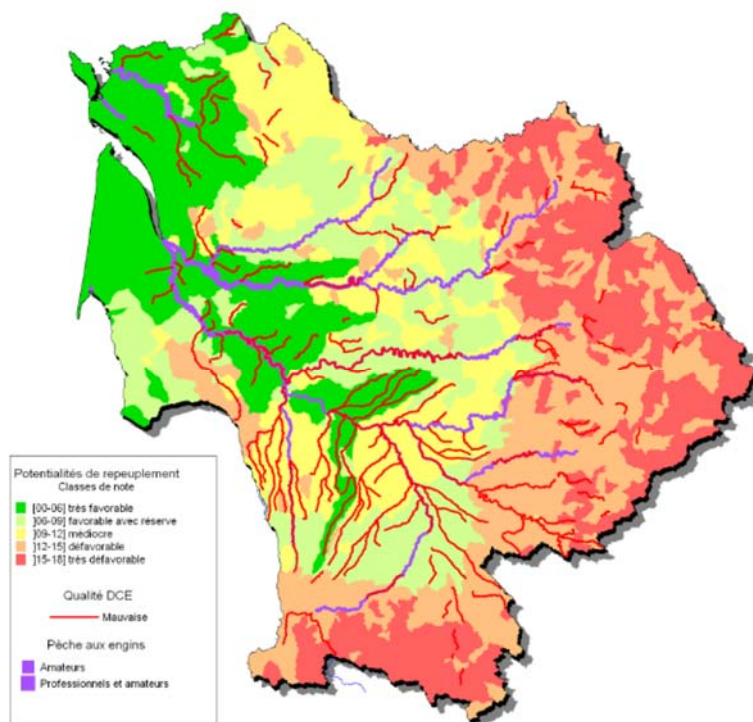 Potentialités de repeuplement
Classes de note
]00-06] très favorable
]06-09] favorable avec réserve
]09-12] médiocre
]12-15] défavorable
]15-18] très défavorable
Qualité DCE
Mauvaise
Pêche aux engins
Amateurs
Professionnels et amateurs